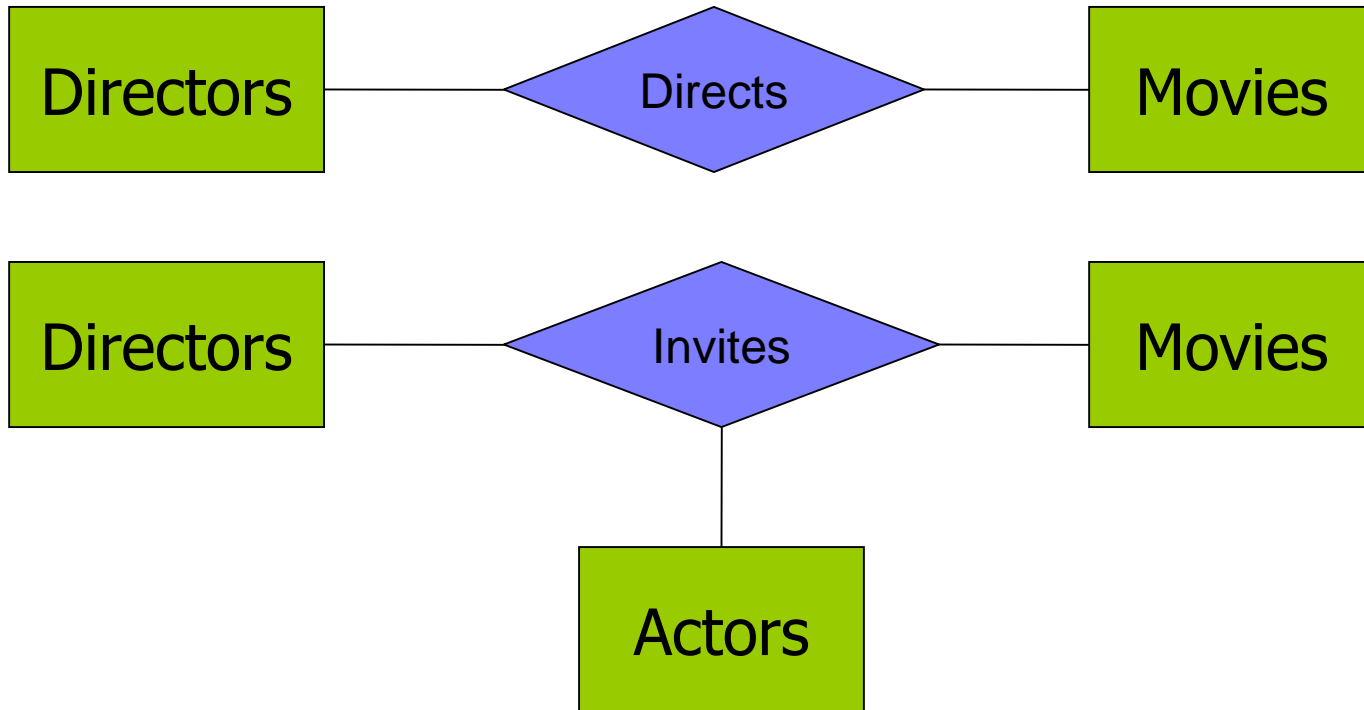 Directors
Directs
Movies
Directors
Invites
Movies
Actors